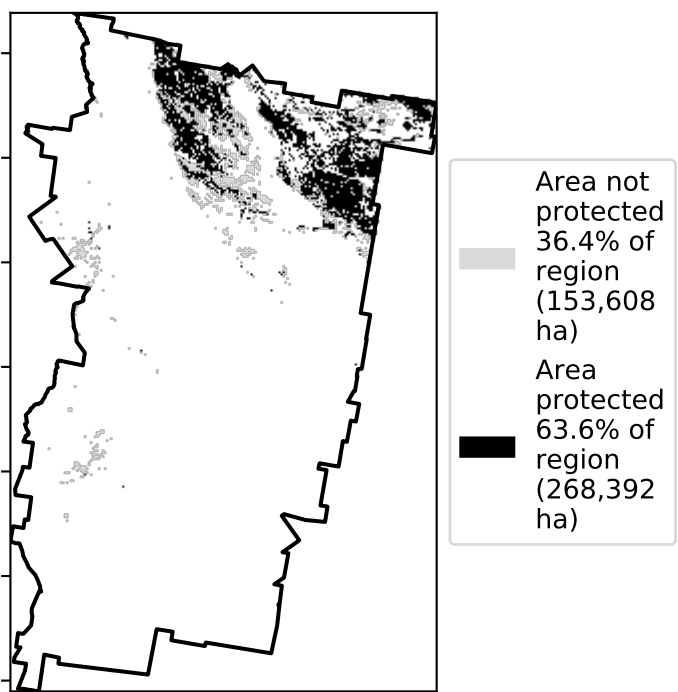 Area not
protected
36.4% of
region
(153,608
ha)
Area
protected
63.6% of
region
(268,392
ha)